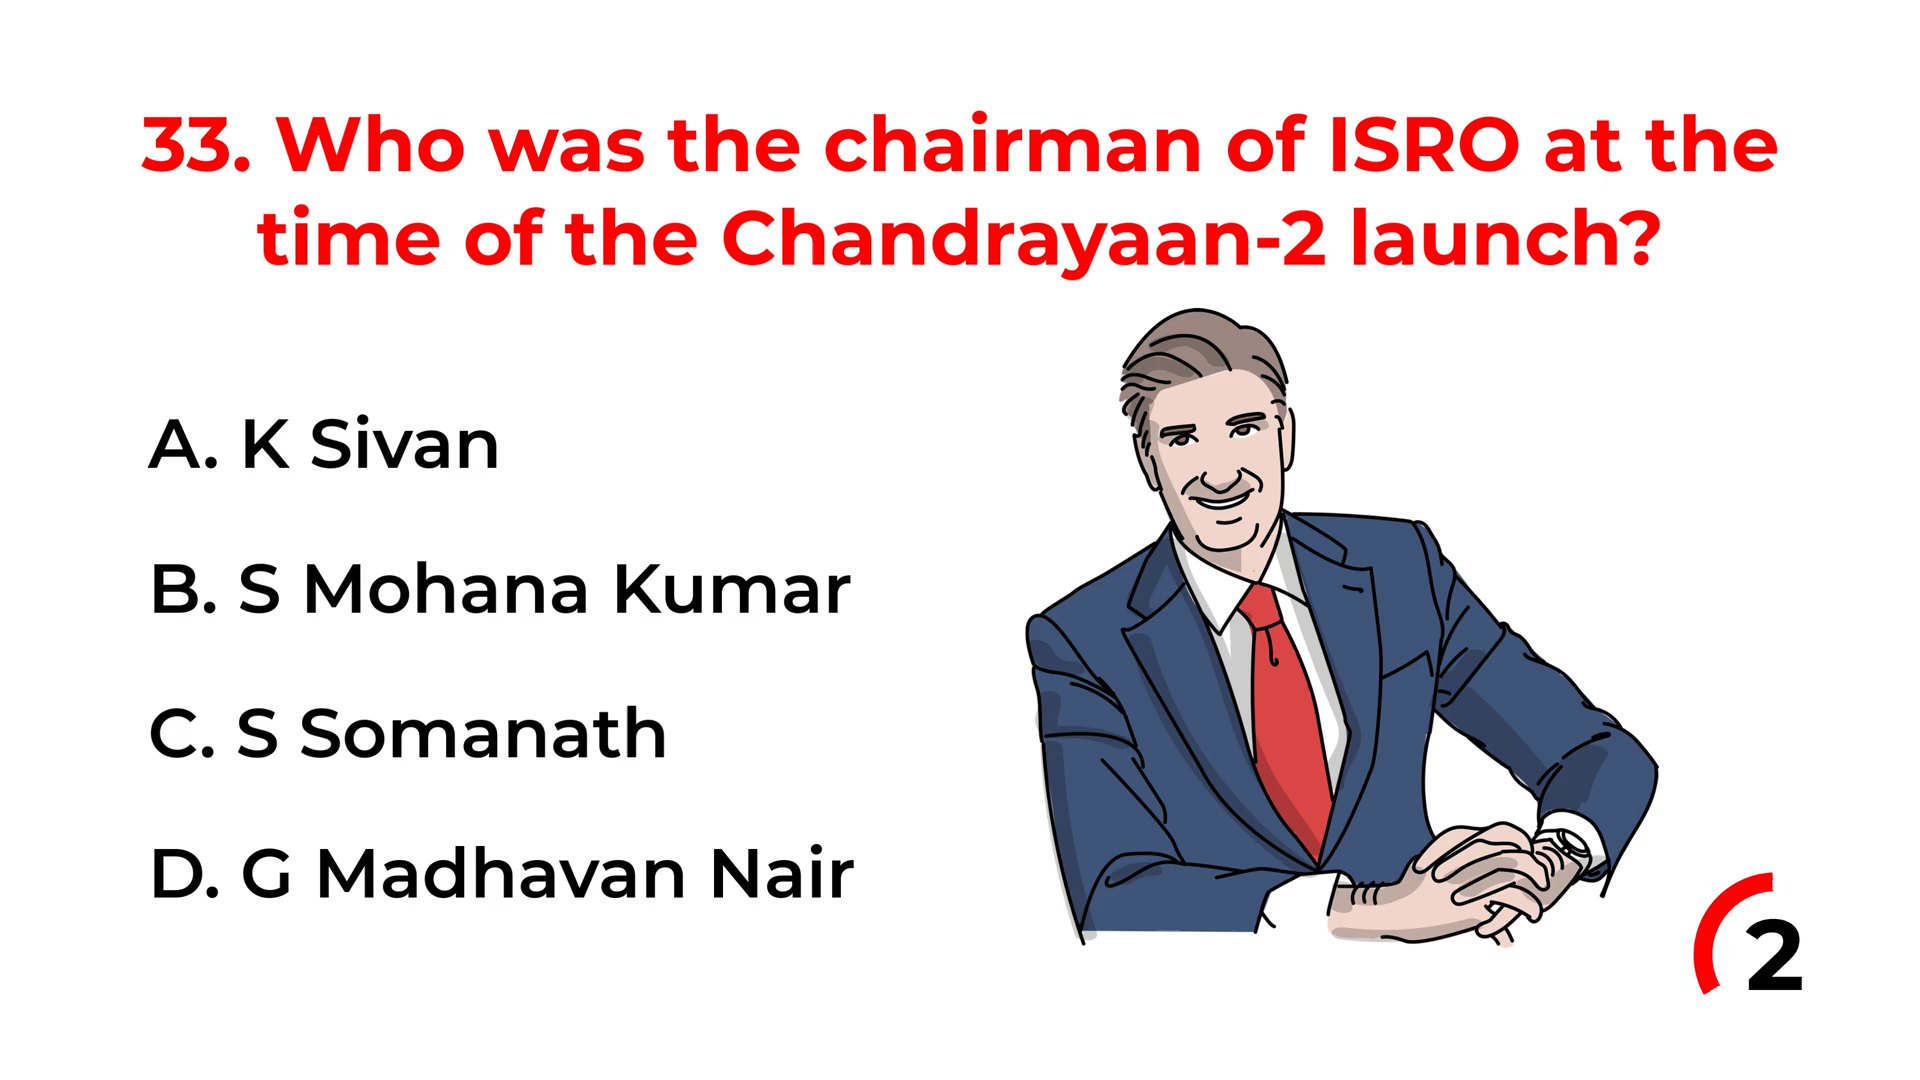 33. Who was the chairman of ISRO at the
time of the Chandrayaan-2 launch?
A. K Sivan
B. S Mohana Kumar
C. S Somanath
D. G Madhavan Nair
2